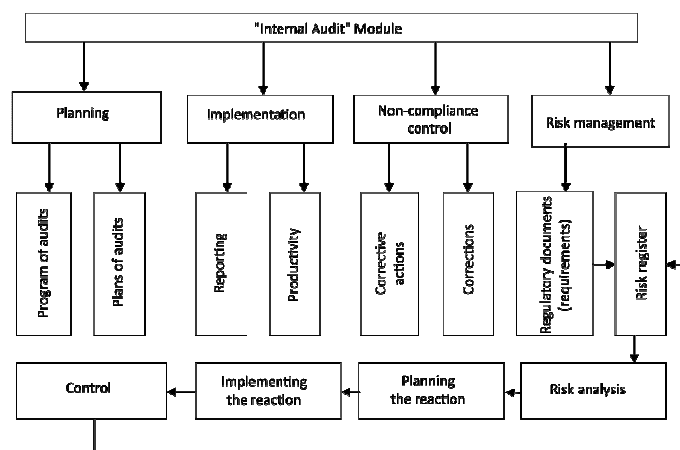 "Internal Audit" Module
Planning
Implementation
Non-compliance
control
Risk management
Program of audits
Plans of audits
Reporting
Productivity
Corrective
actions
Corrections
Regulatory documents
(requirements)
Risk register
Control
Implementing
the reaction
Planning
the reaction
Risk analysis